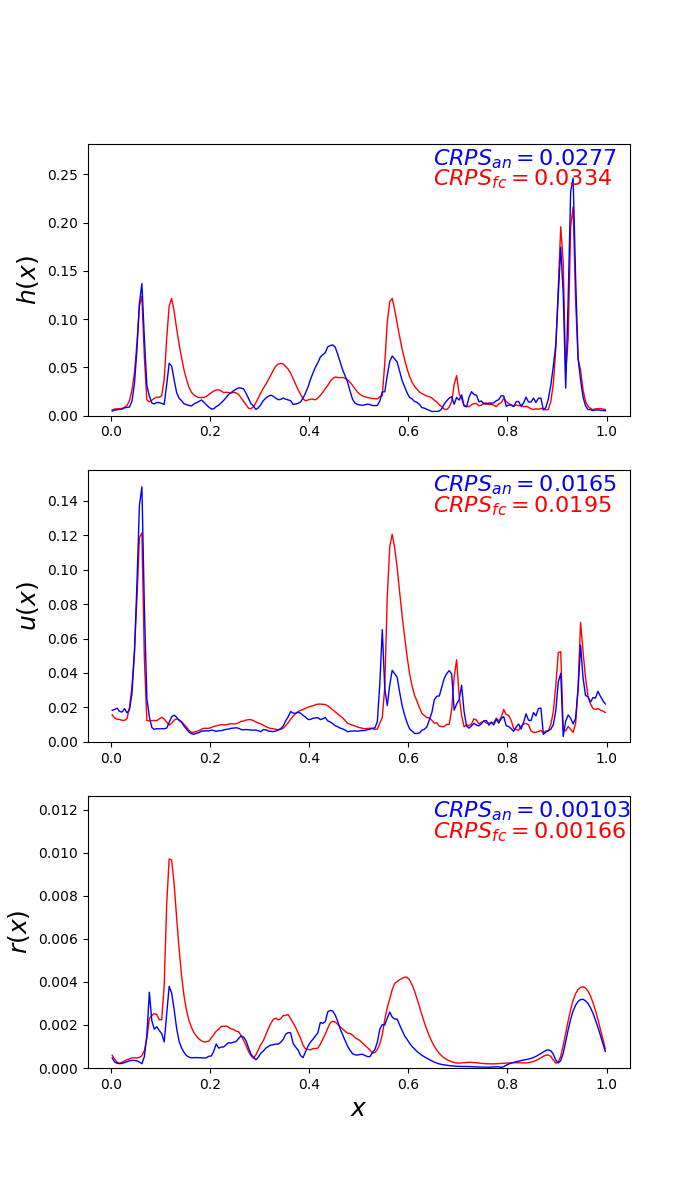 CRPS_an = 0.0277
CRPS_fc = 0.0334
0.25
0.20
0.15
0.10
0.05
0.00
h(x)
0.0 0.2 0.4 0.6 0.8 1.0
CRPS_an = 0.0165
CRPS_fc = 0.0195
0.14
0.12
0.10
0.08
0.06
0.04
0.02
0.00
u(x)
0.0 0.2 0.4 0.6 0.8 1.0
CRPS_an = 0.00103
CRPS_fc = 0.00166
0.012
0.010
0.008
0.006
0.004
0.002
0.000
r(x)
0.0 0.2 0.4 0.6 0.8 1.0
x